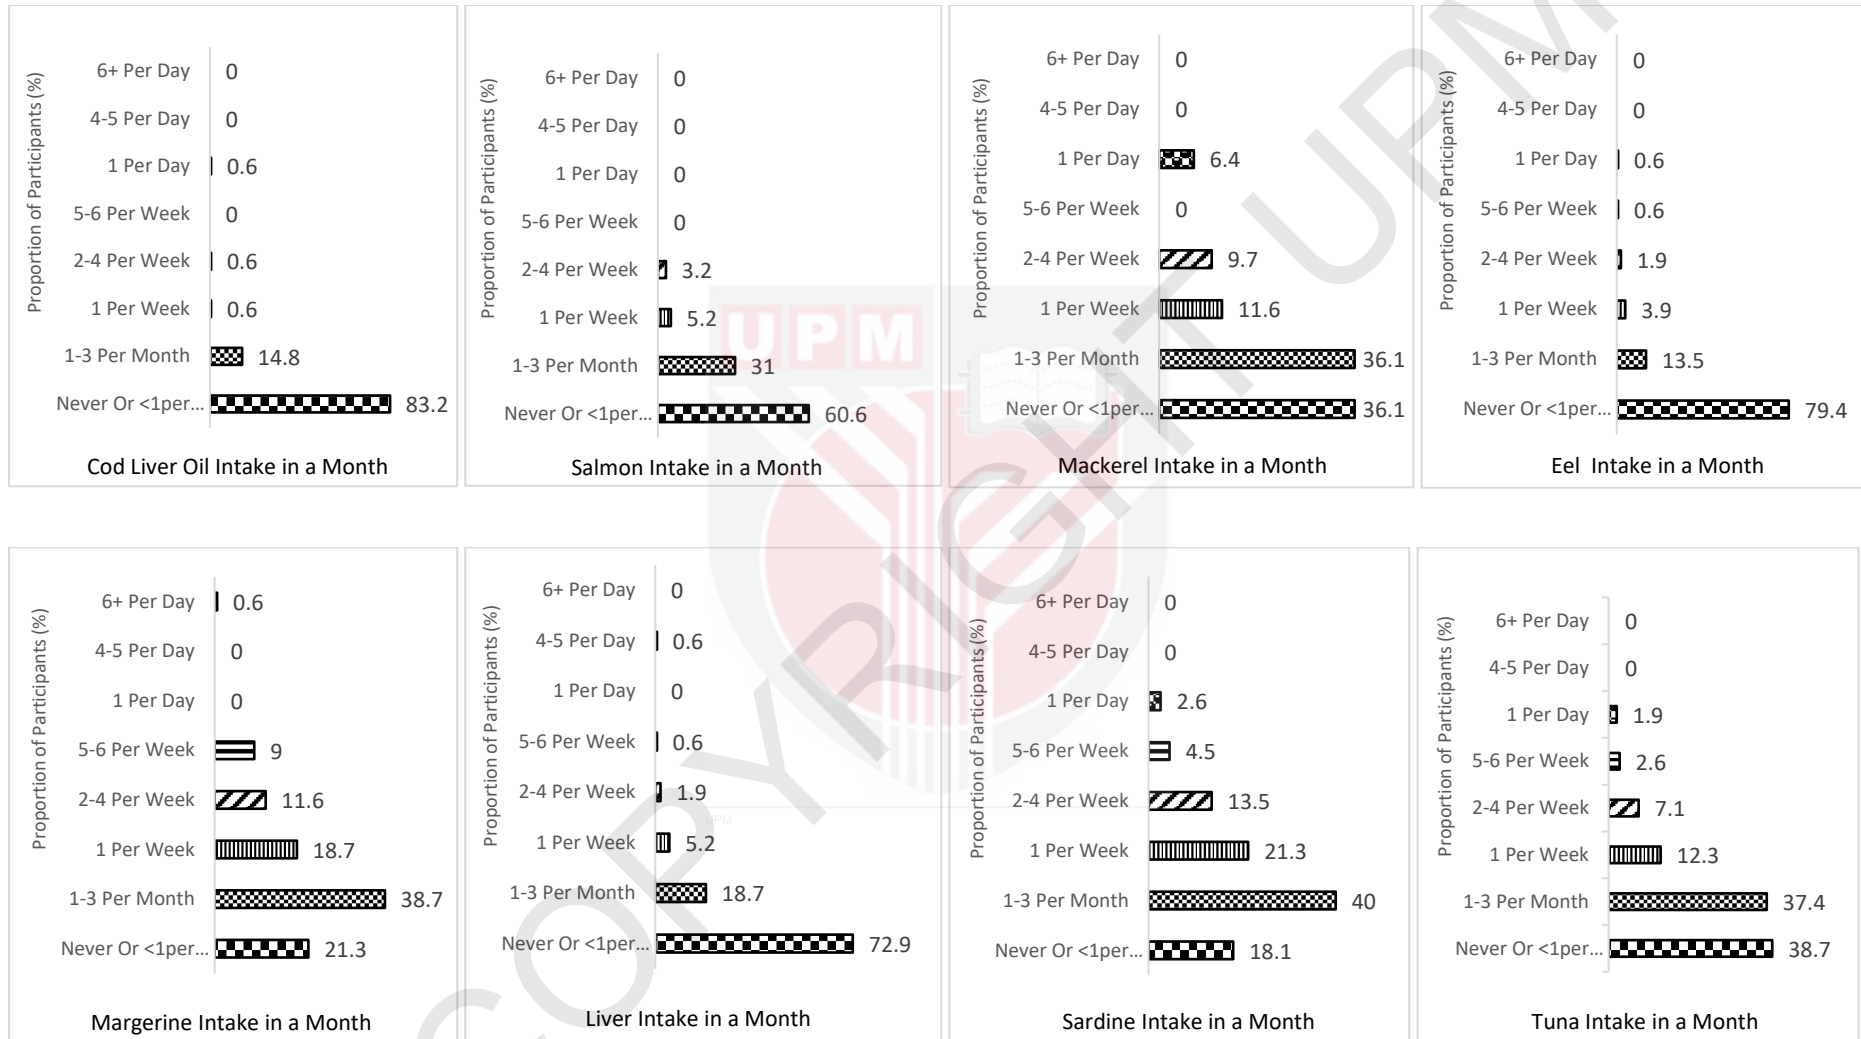 Proportion of Participants (%)
6+ Per Day 0
4-5 Per Day 0
1 Per Day 0.6
5-6 Per Week 0
2-4 Per Week 0.6
1 Per Week 0.6
1-3 Per Month 14.8
Never Or <1per... 83.2
Cod Liver Oil Intake in a Month
Proportion of Participants (%)
6+ Per Day 0
4-5 Per Day 0
1 Per Day 0
5-6 Per Week 0
2-4 Per Week 3.2
1 Per Week 5.2
1-3 Per Month 31
Never Or <1per... 60.6
Salmon Intake in a Month
Proportion of Participants (%)
6+ Per Day 0
4-5 Per Day 0
1 Per Day 6.4
5-6 Per Week 0
2-4 Per Week 9.7
1 Per Week 11.6
1-3 Per Month 36.1
Never Or <1per... 36.1
Mackerel Intake in a Month
Proportion of Participants (%)
6+ Per Day 0
4-5 Per Day 0
1 Per Day 0.6
5-6 Per Week 0.6
2-4 Per Week 1.9
1 Per Week 3.9
1-3 Per Month 13.5
Never Or <1per... 79.4
Eel Intake in a Month
Proportion of Participants (%)
6+ Per Day 0.6
4-5 Per Day 0
1 Per Day 0
5-6 Per Week 9
2-4 Per Week 11.6
1 Per Week 18.7
1-3 Per Month 38.7
Never Or <1per... 21.3
Margerine Intake in a Month
Proportion of Participants (%)
6+ Per Day 0
4-5 Per Day 0.6
1 Per Day 0
5-6 Per Week 0.6
2-4 Per Week 1.9
1 Per Week 5.2
1-3 Per Month 18.7
Never Or <1per... 72.9
Liver Intake in a Month
Proportion of Participants (%)
6+ Per Day 0
4-5 Per Day 0
1 Per Day 2.6
5-6 Per Week 4.5
2-4 Per Week 13.5
1 Per Week 21.3
1-3 Per Month 40
Never Or <1per... 18.1
Sardine Intake in a Month
Proportion of Participants (%)
6+ Per Day 0
4-5 Per Day 0
1 Per Day 1.9
5-6 Per Week 2.6
2-4 Per Week 7.1
1 Per Week 12.3
1-3 Per Month 37.4
Never Or <1per... 38.7
Tuna Intake in a Month
UPM
UPM
COPYRIGHT UPM